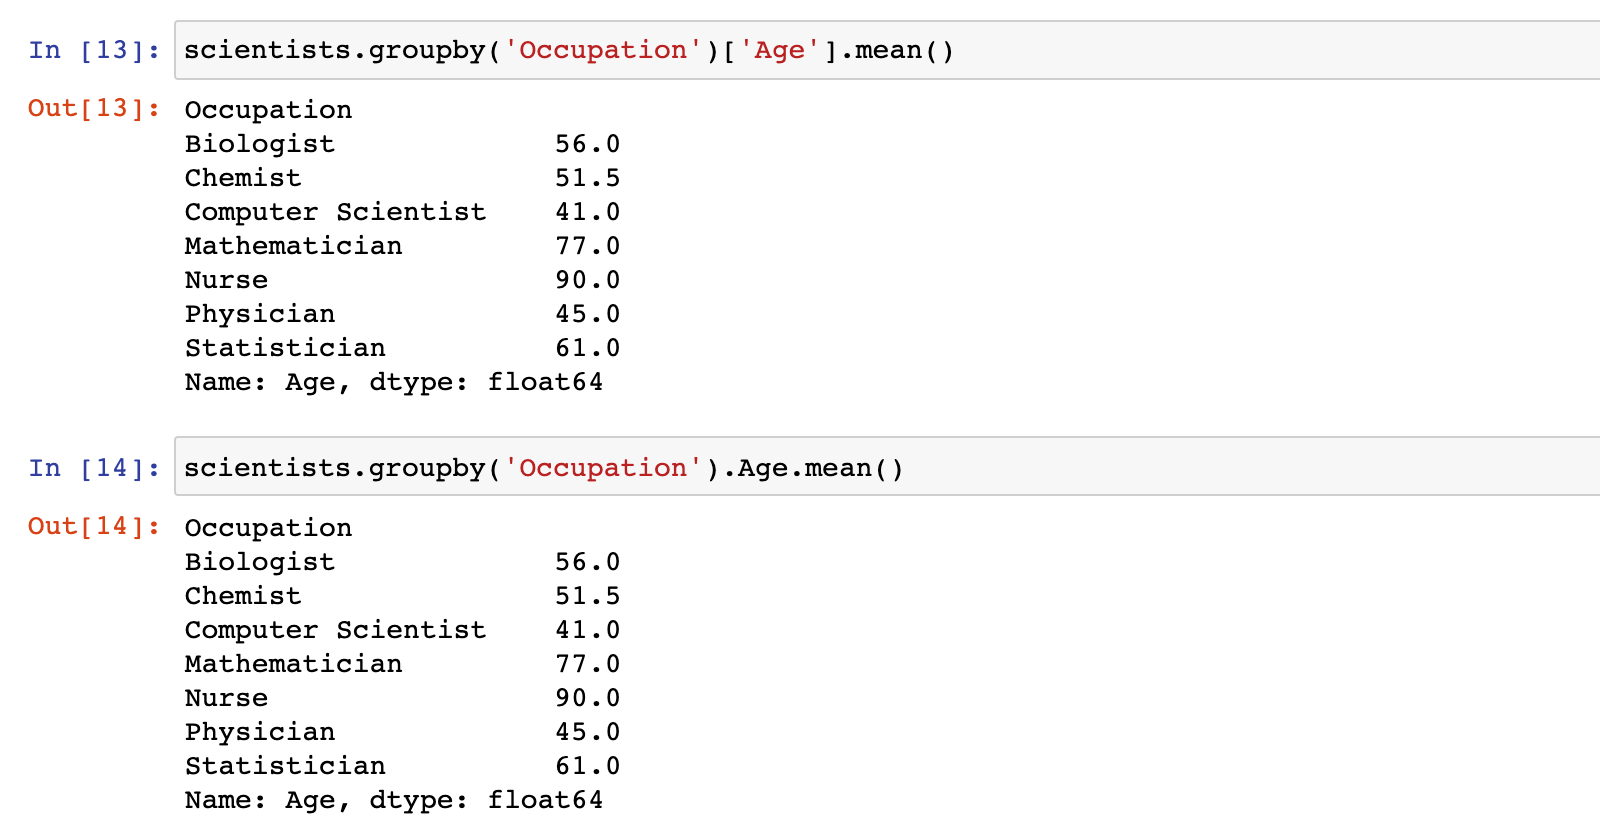 In [13]: scientists.groupby('Occupation')['Age'].mean()
Out[13]: Occupation
Biologist             56.0
Chemist               51.5
Computer Scientist    41.0
Mathematician         77.0
Nurse                 90.0
Physician             45.0
Statistician          61.0
Name: Age, dtype: float64
In [14]: scientists.groupby('Occupation').Age.mean()
Out[14]: Occupation
Biologist             56.0
Chemist               51.5
Computer Scientist    41.0
Mathematician         77.0
Nurse                 90.0
Physician             45.0
Statistician          61.0
Name: Age, dtype: float64